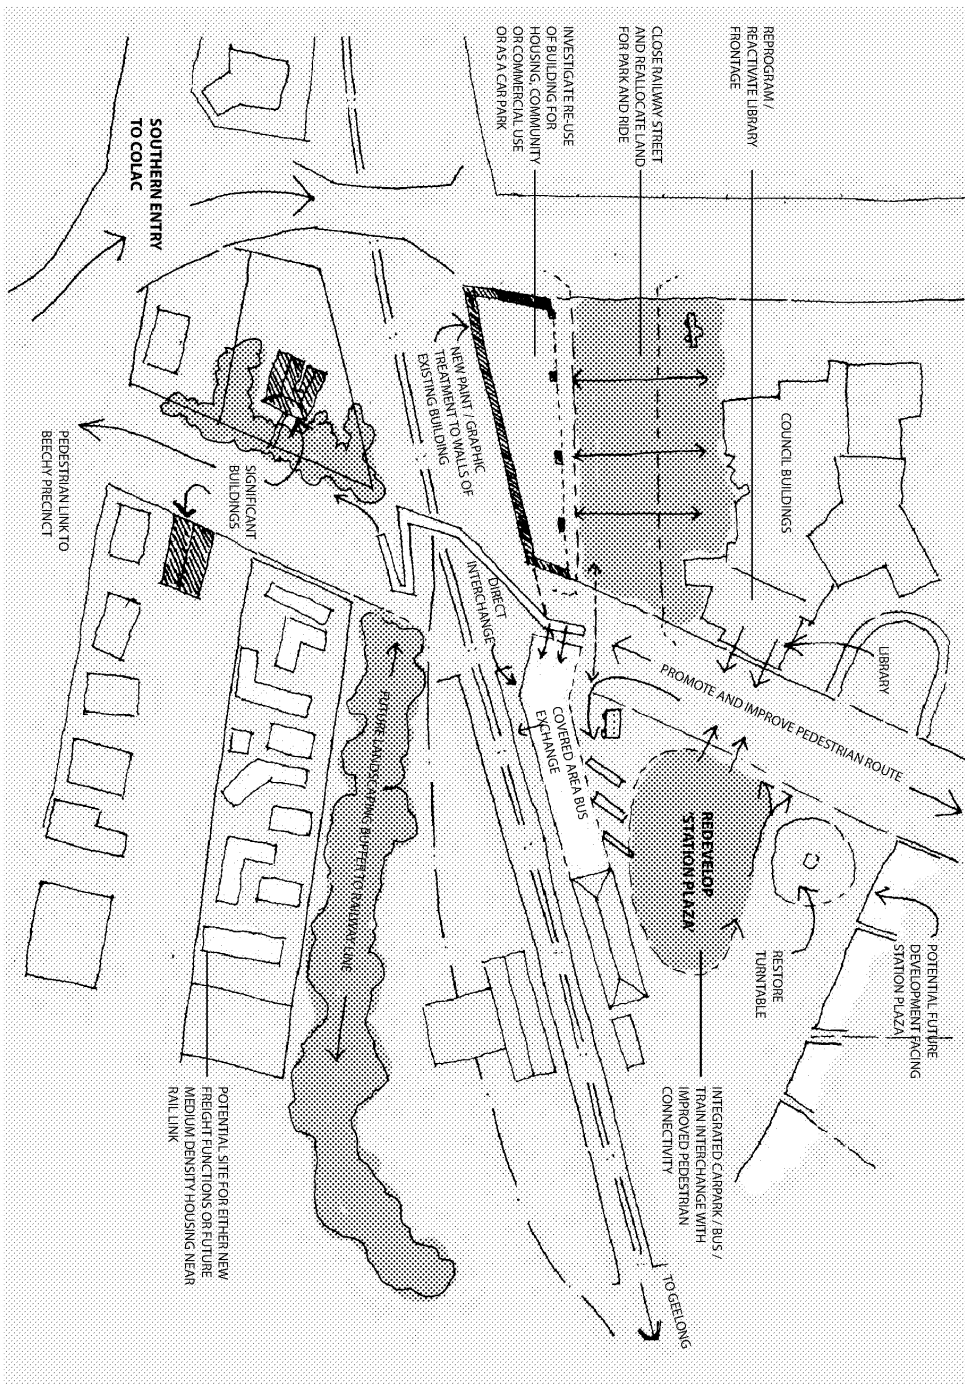 REPROGRAM /
REACTIVATE LIBRARY
FRONTAGE
CLOSE RAILWAY STREET
AND REALLOCATE LAND
FOR PARK AND RIDE
INVESTIGATE RE-USE
OF BUILDING FOR
HOUSING, COMMUNITY
OR COMMERCIAL USE
OR AS A CAR PARK
SOUTHERN ENTRY
TO COLAC
NEW PAINT / GRAPHIC
TREATMENT TO WALLS OF
EXISTING BUILDING
COUNCIL BUILDINGS
SIGNIFICANT
BUILDINGS
PEDESTRIAN LINK TO
BEECHY PRECINCT
DIRECT
INTERCHANGE
LIBRARY
PROMOTE AND IMPROVE PEDESTRIAN ROUTE
COVERED AREA BUS
EXCHANGE
FUTURE LANDSCAPING BUFFER TO RAILWAY LINE
REDEVELOP
'STATION PLAZA'
RESTORE
TURNTABLE
POTENTIAL FUTURE
DEVELOPMENT FACING
STATION PLAZA
INTEGRATED CARPARK / BUS /
TRAIN INTERCHANGE WITH
IMPROVED PEDESTRIAN
CONNECTIVITY
POTENTIAL SITE FOR EITHER NEW
FREIGHT FUNCTIONS OR FUTURE
MEDIUM DENSITY HOUSING NEAR
RAIL LINK
TO GEELONG